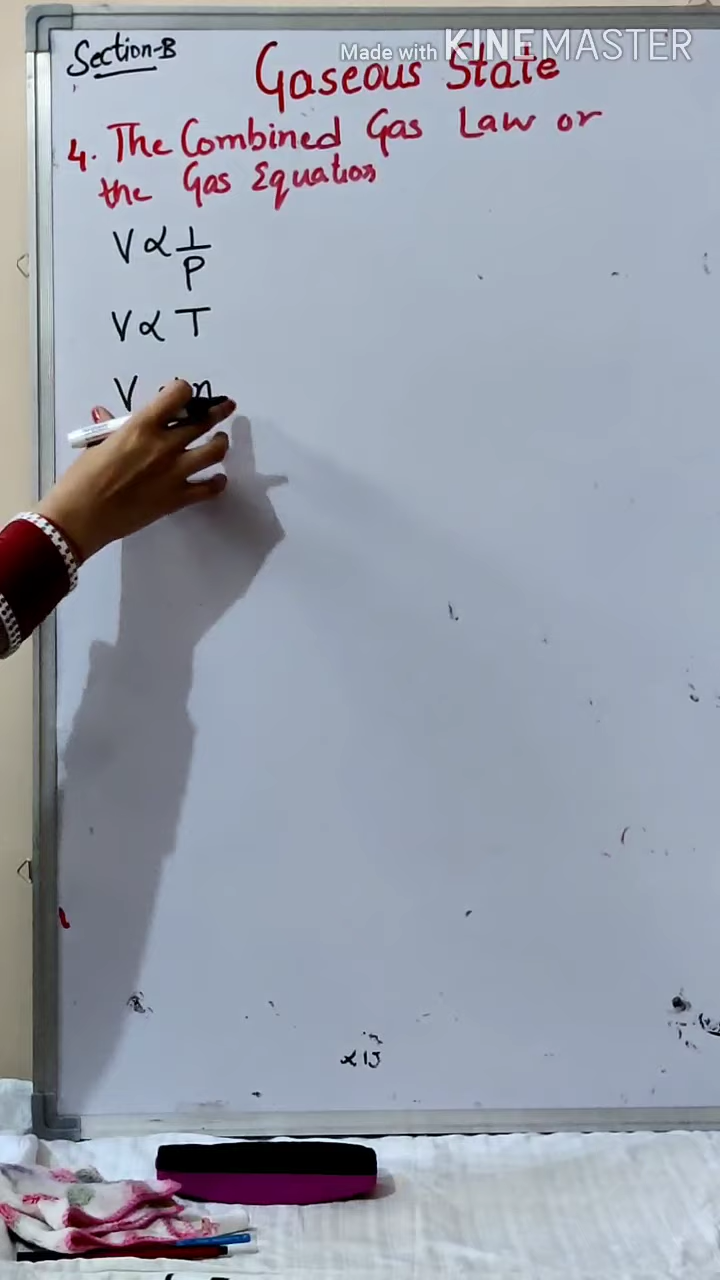 Section-B
Made with KINEMASTER
Gaseous State
4. The Combined Gas Law or
the Gas Equation
V ∝ 1/P
V ∝ T
V n